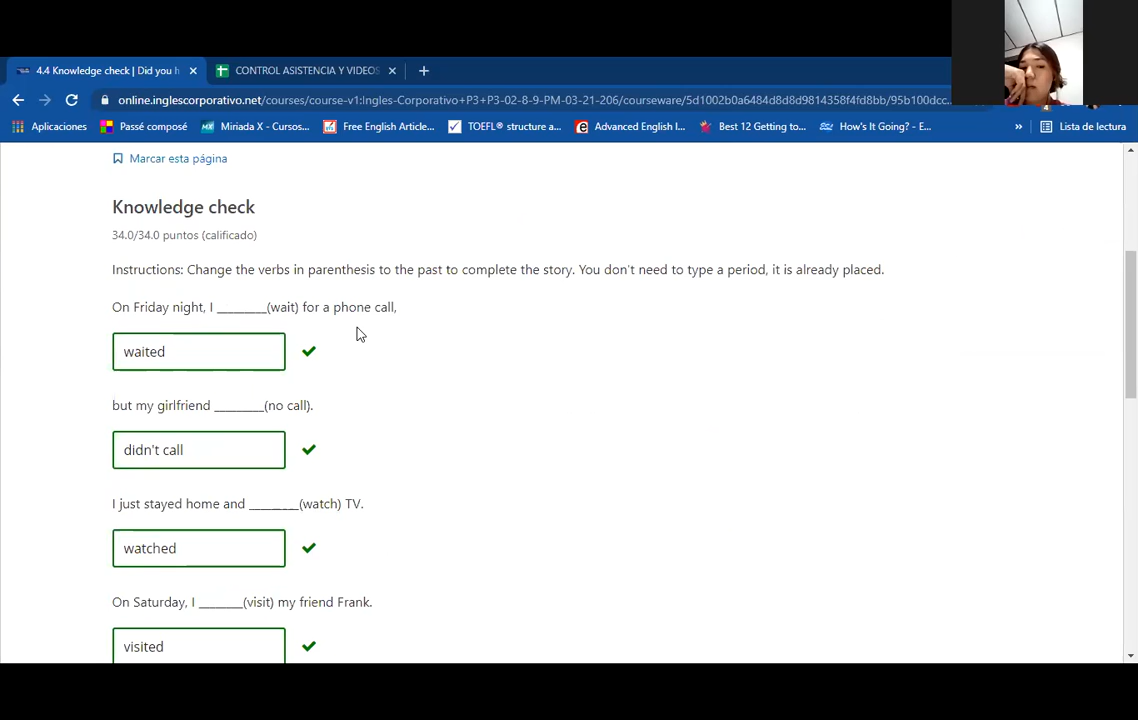 4.4 Knowledge check | Did you h
CONTROL ASISTENCIA Y VIDEOS
online.inglescorporativo.net/courses/course-v1:Ingles-Corporativo+P3+P3-02-8-9-PM-03-21-206/courseware/5d1002b0a6484d8d8d9814358f4fd8bb/95b100dcc...
Aplicaciones Passé composé Miriada X - Cursos... Free English Article... TOEFL® structure a... Advanced English l... Best 12 Getting to... How's It Going? - E... » Lista de lectura
Marcar esta página
Knowledge check
34.0/34.0 puntos (calificado)
Instructions: Change the verbs in parenthesis to the past to complete the story. You don't need to type a period, it is already placed.
On Friday night, I _________(wait) for a phone call,
waited
but my girlfriend _________(no call).
didn't call
I just stayed home and _________(watch) TV.
watched
On Saturday, I ________(visit) my friend Frank.
visited